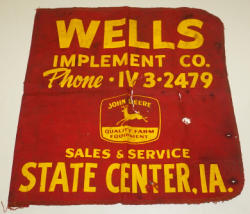 WELLS
IMPLEMENT CO.
Phone · IV 3-2479
JOHN DEERE
QUALITY FARM
EQUIPMENT
SALES & SERVICE
STATE CENTER, IA.